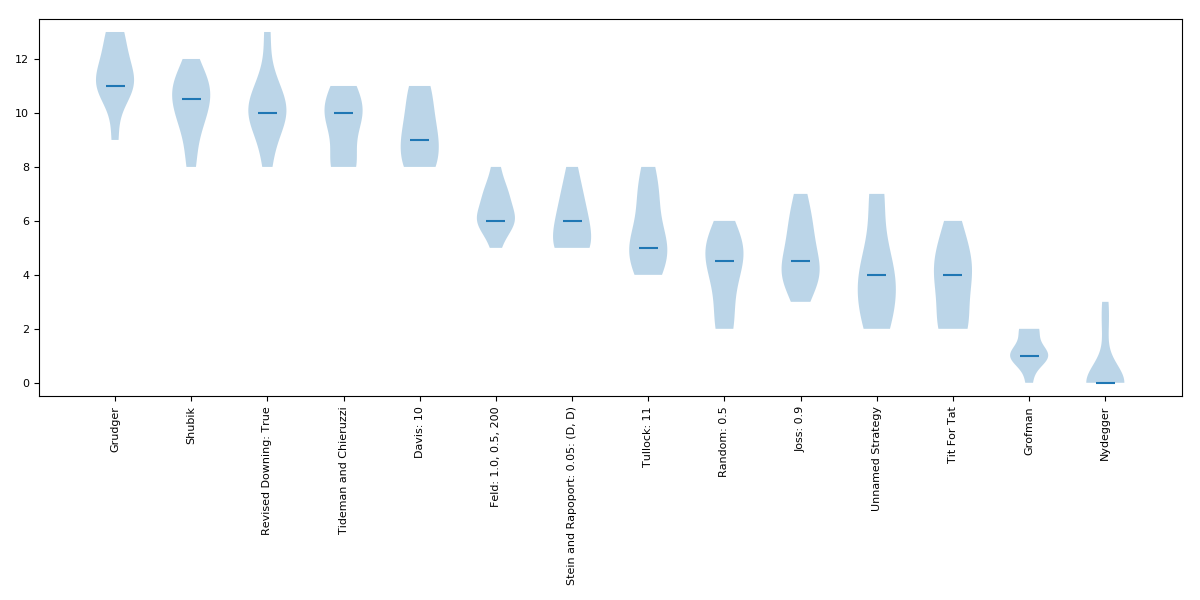 12
10
8
6
4
2
0
Grudger
Shubik
Revised Downing: True
Tideman and Chieruzzi
Davis: 10
Feld: 1.0, 0.5, 200
Stein and Rapoport: 0.05: (D, D)
Tullock: 11
Random: 0.5
Joss: 0.9
Unnamed Strategy
Tit For Tat
Grofman
Nydegger